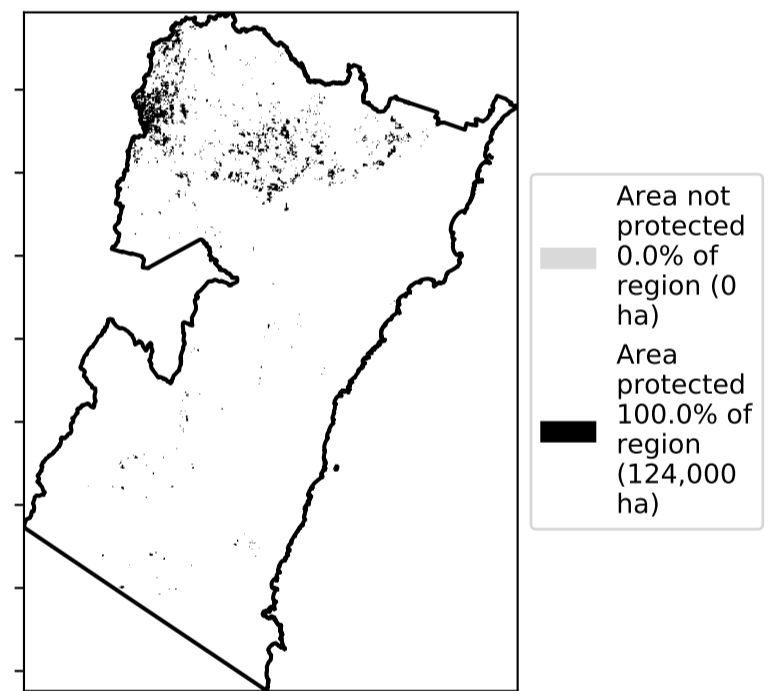 Area not
protected
0.0% of
region (0
ha)
Area
protected
100.0% of
region
(124,000
ha)